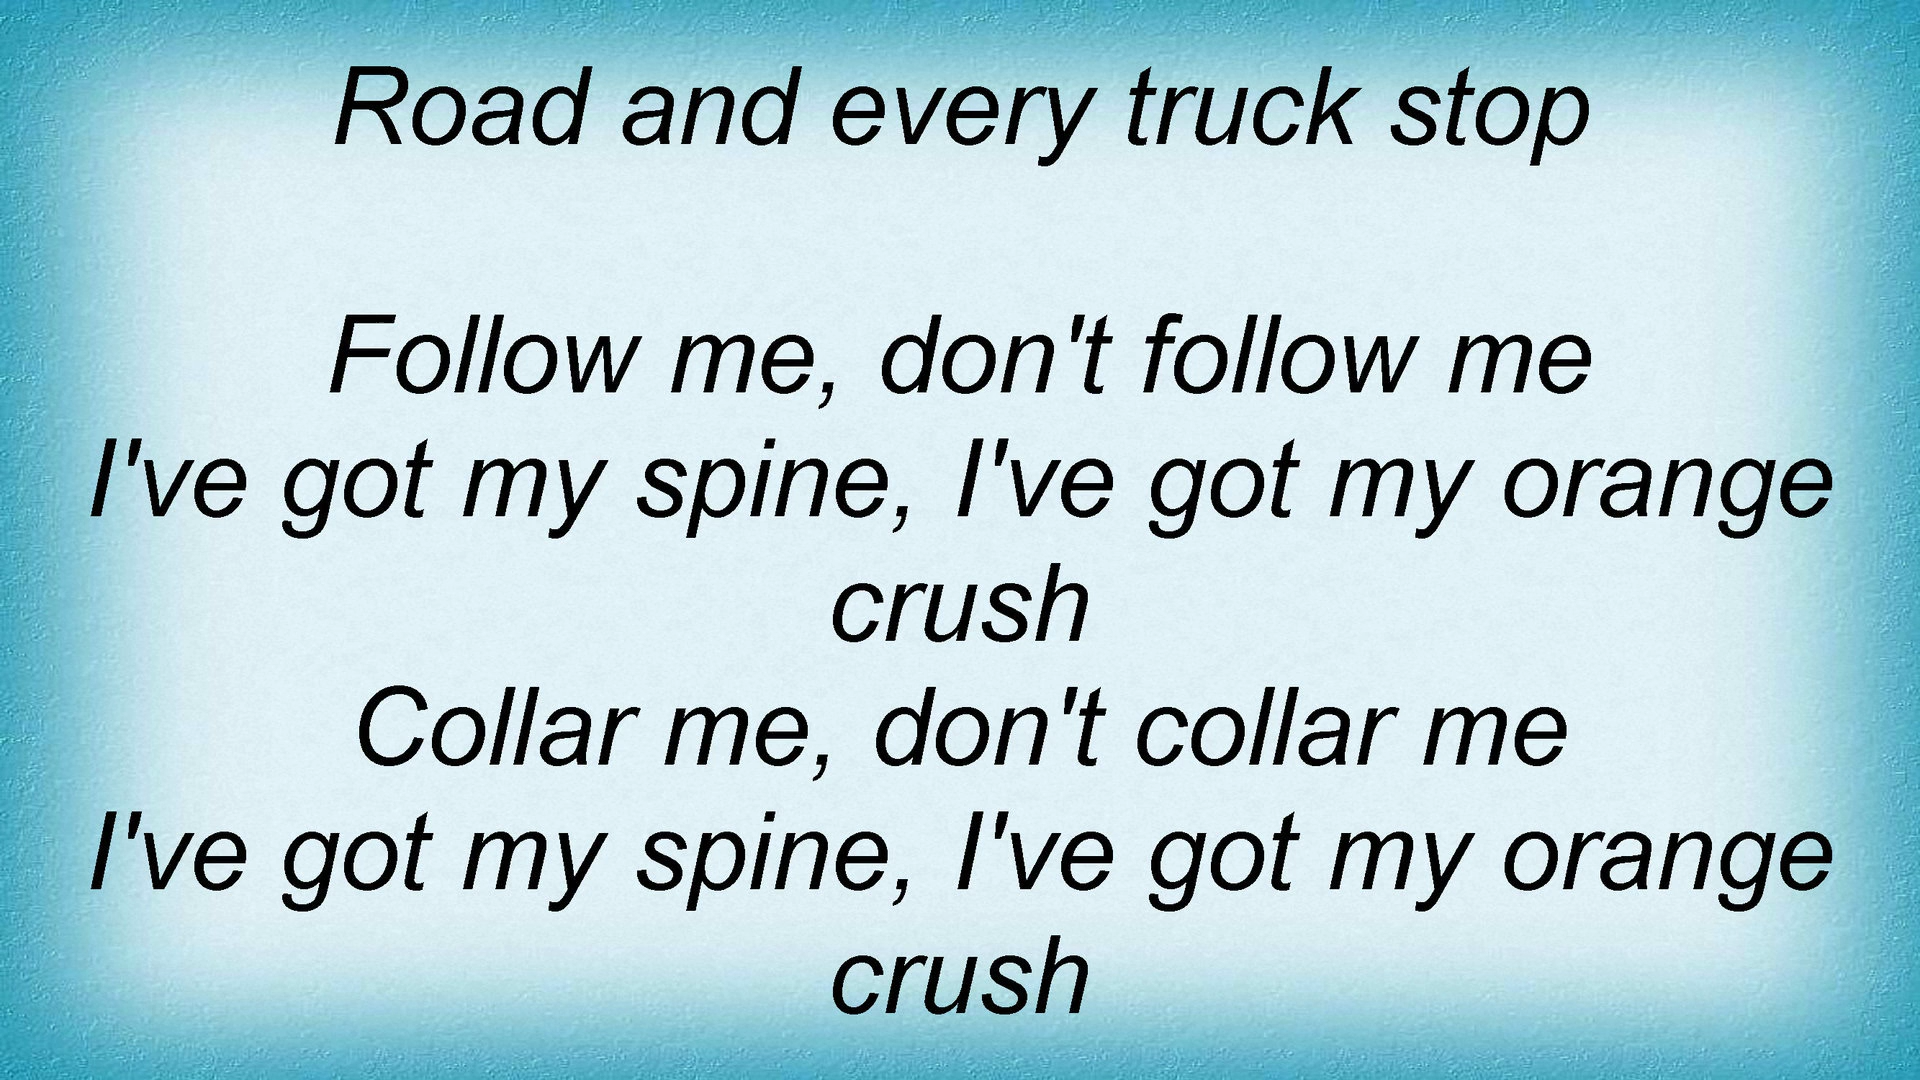 Road and every truck stop
Follow me, don't follow me
I've got my spine, I've got my orange
crush
Collar me, don't collar me
I've got my spine, I've got my orange
crush